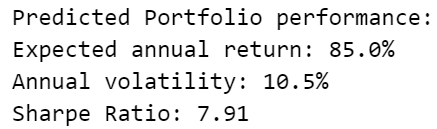 Predicted Portfolio performance:
Expected annual return: 85.0%
Annual volatility: 10.5%
Sharpe Ratio: 7.91